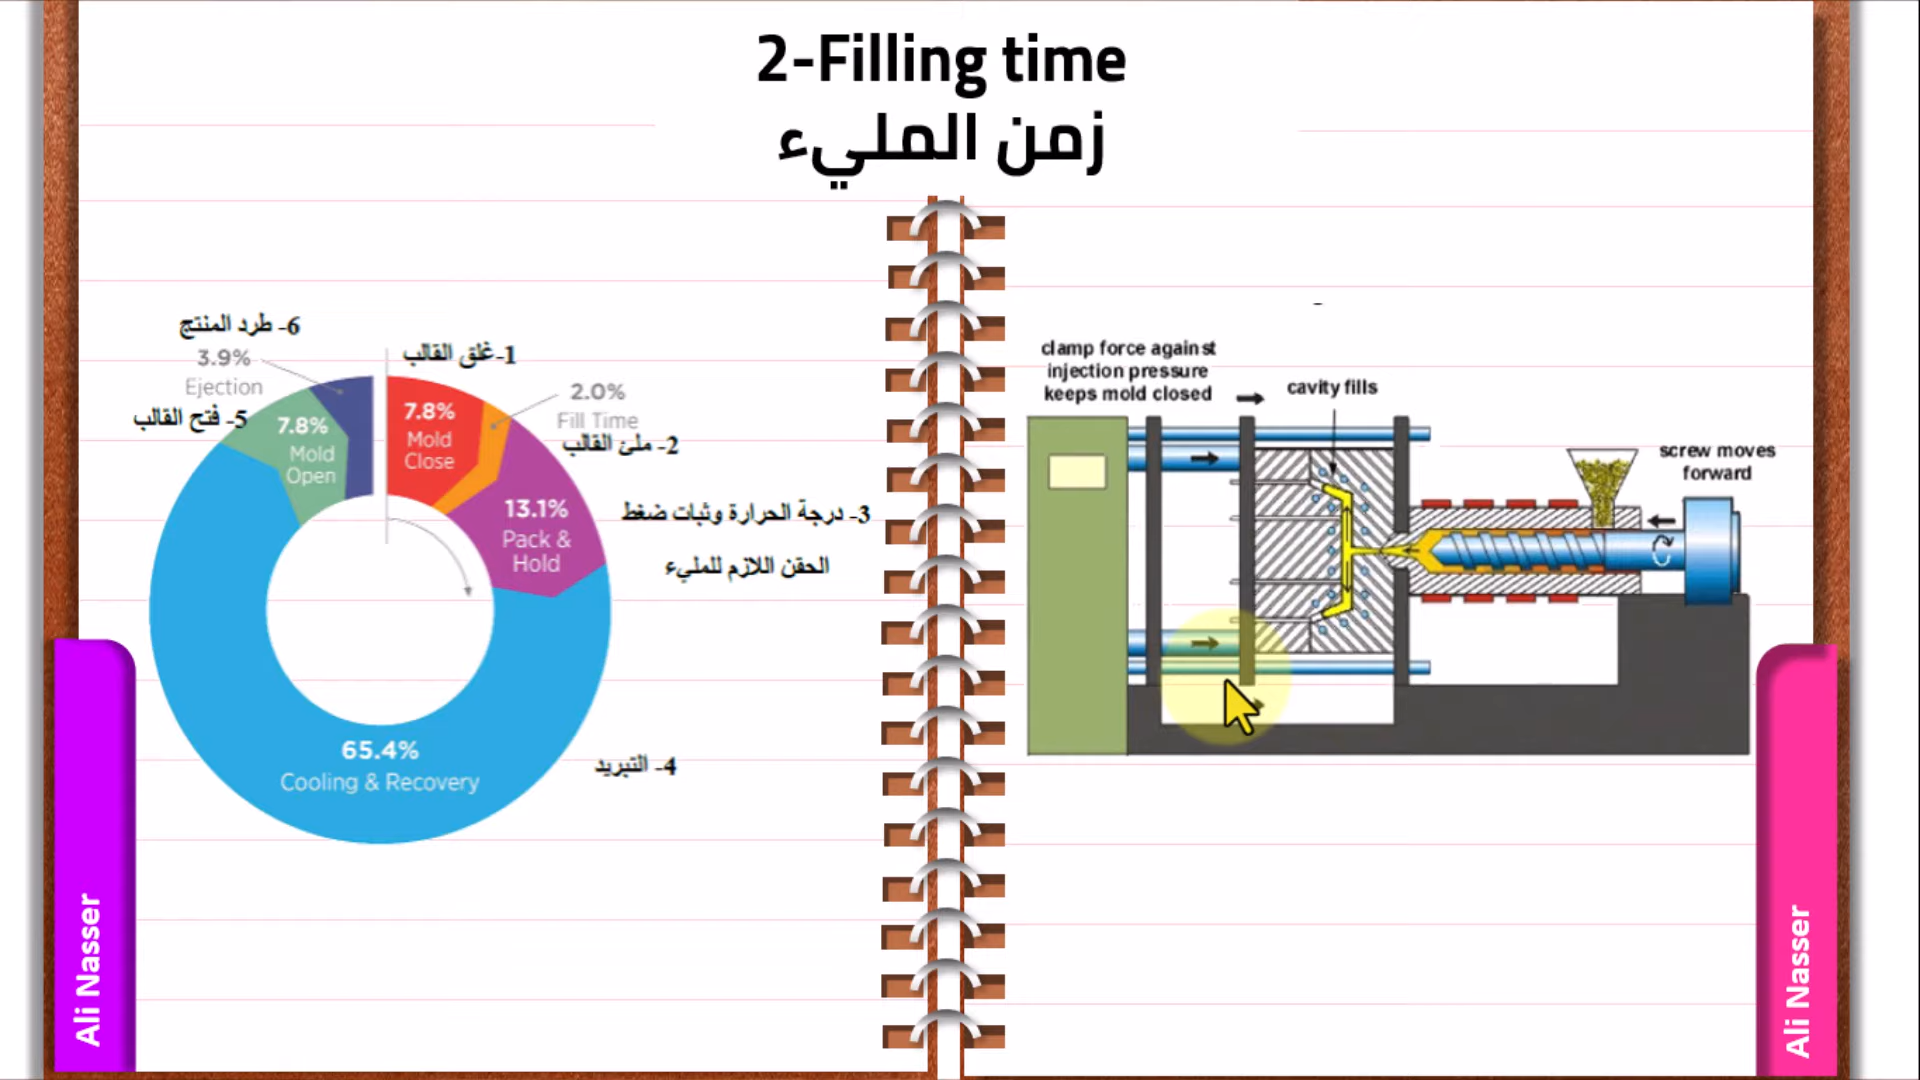 2-Filling time
زمن المليء
6- طرد المنتج
3.9%
Ejection
5- فتح القالب
7.8%
Mold
Open
1-غلق القالب
7.8%
Mold
Close
2.0%
Fill Time
2- ملئ القالب
13.1%
Pack &
Hold
3- درجة الحرارة وثبات ضغط
الحقن اللازم للمليء
65.4%
Cooling & Recovery
4- التبريد
clamp force against
injection pressure
keeps mold closed
cavity fills
screw moves
forward
Ali Nasser
Ali Nasser